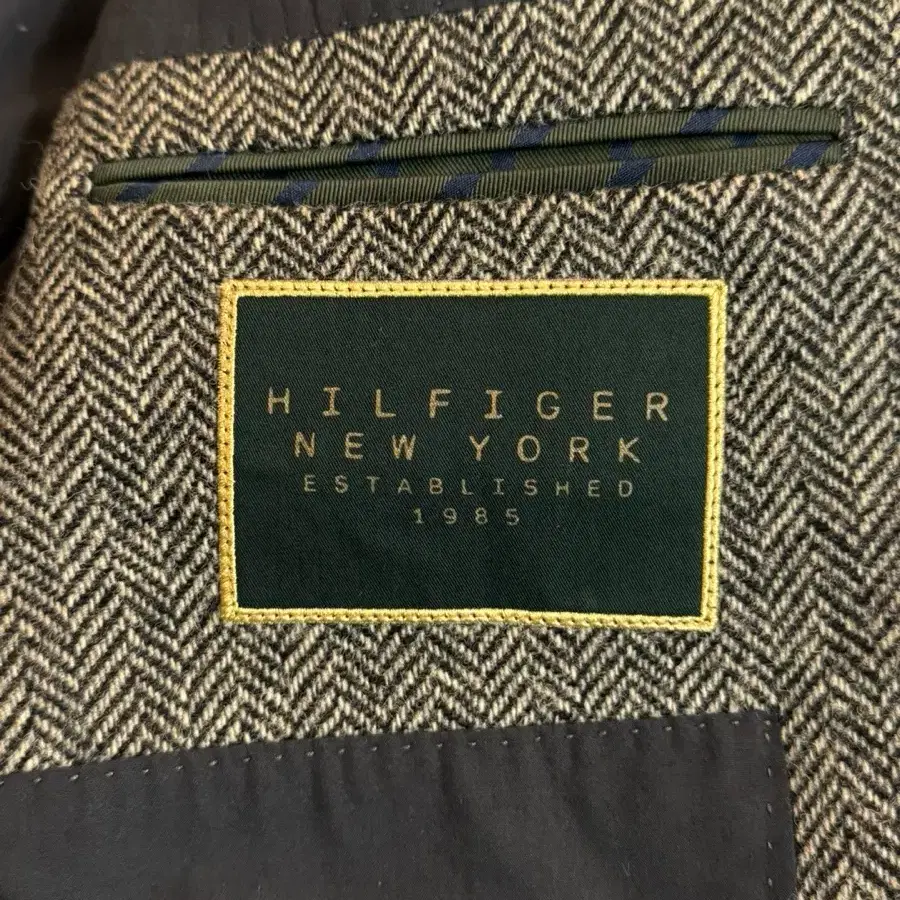 HILFIGER
NEW YORK
ESTABLISHED
1985